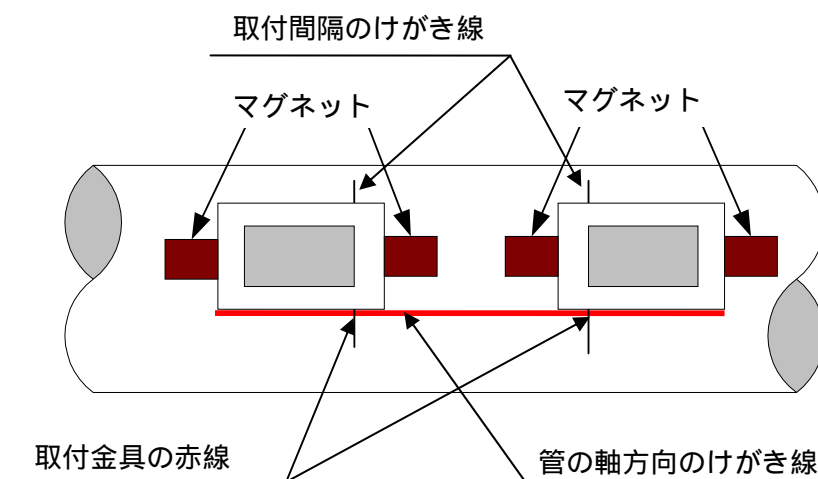 取付間隔のけがき線
マグネット
マグネット
取付金具の赤線
管の軸方向のけがき線